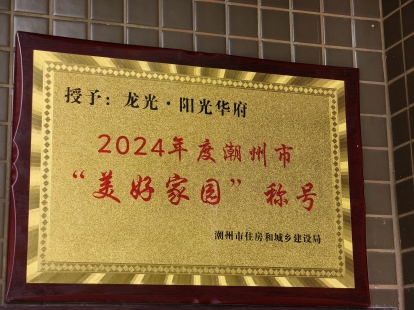 授予：龙光·阳光华府
2024年度潮州市
“美好家园”称号
潮州市住房和城乡建设局